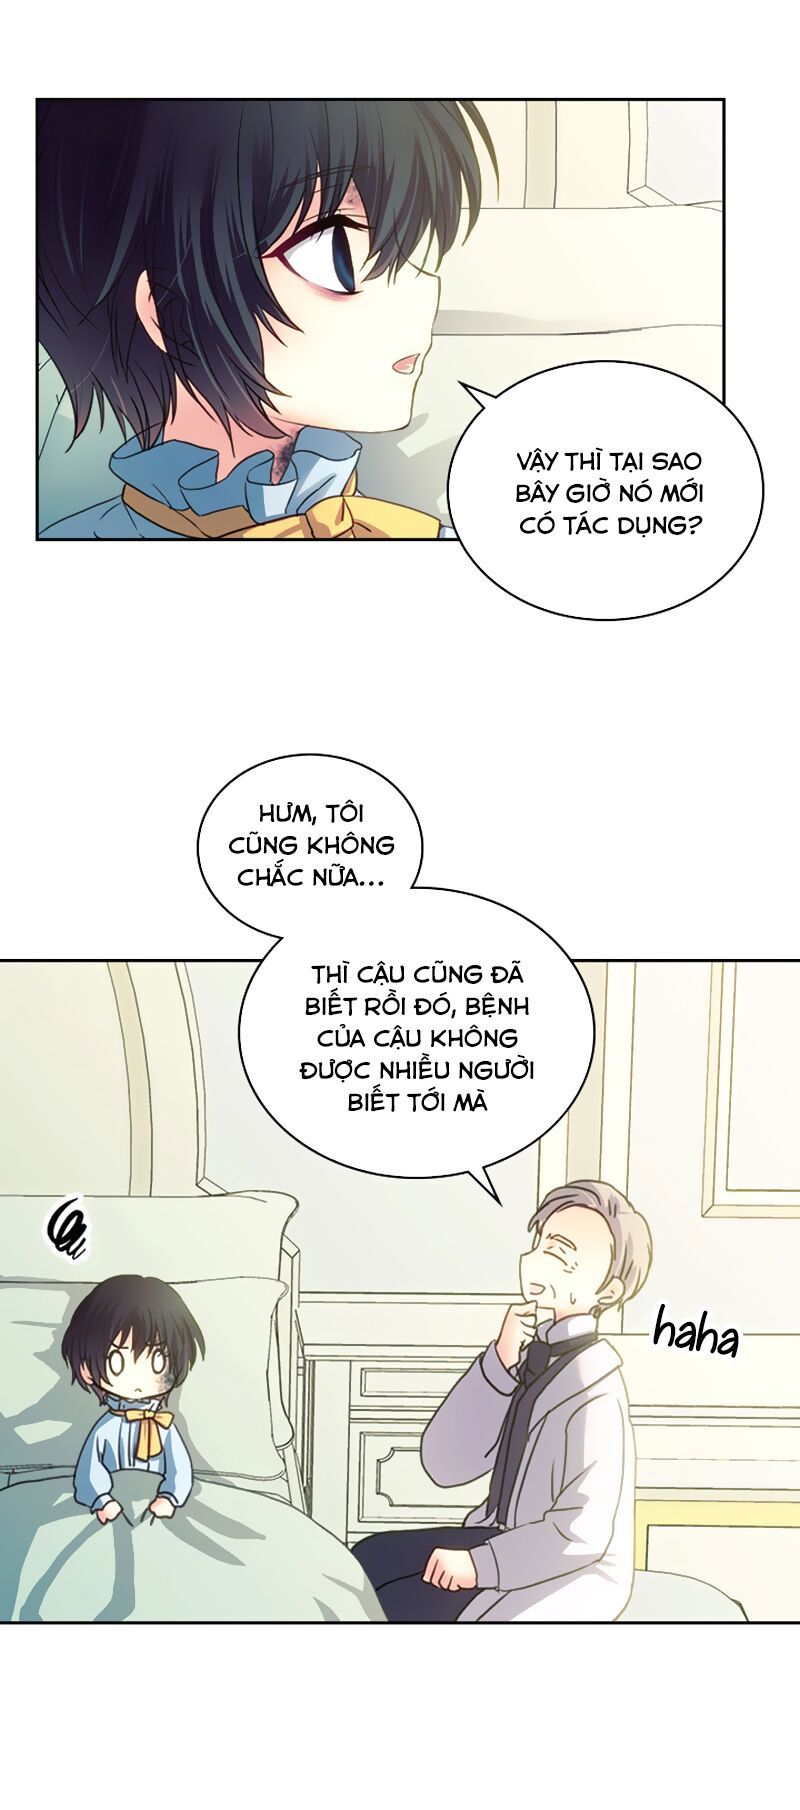 VẬY THÌ TẠI SAO
BÂY GIỜ NÓ MỚI
CÓ TÁC DỤNG?
HƯM, TÔI
CŨNG KHÔNG
CHẮC NỮA...
THÌ CẬU CŨNG ĐÃ
BIẾT RỒI ĐÓ, BỆNH
CỦA CẬU KHÔNG
ĐƯỢC NHIỀU NGƯỜI
BIẾT TỚI MÀ
haha